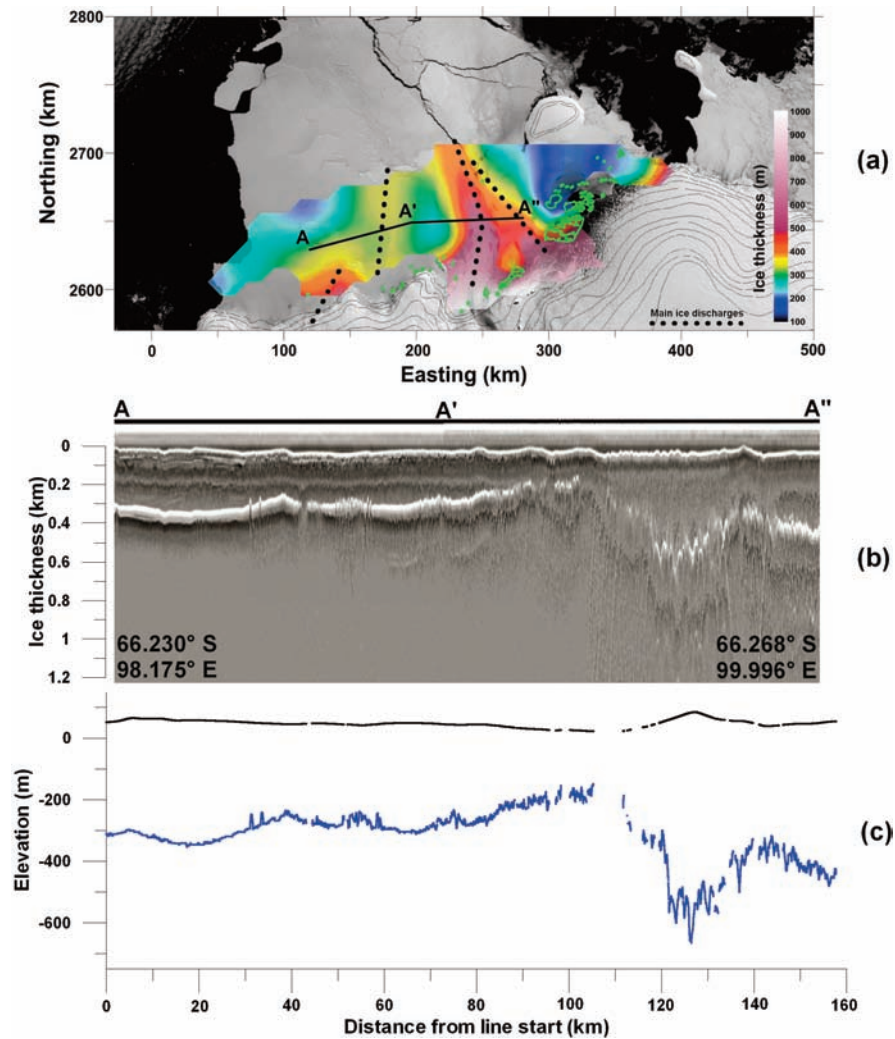 2800
2700
2600
Northing (km)
A
A'
A"
1000
900
800
700
600
500
400
300
200
100
Ice thickness (m)
Main ice discharges
(a)
0
100
200
300
400
500
Easting (km)
A
A'
A"
0
0.2
0.4
0.6
0.8
1
1.2
Ice thickness (km)
66.230° S
98.175° E
66.268° S
99.996° E
(b)
0
-200
-400
-600
Elevation (m)
(c)
0
20
40
60
80
100
120
140
160
Distance from line start (km)